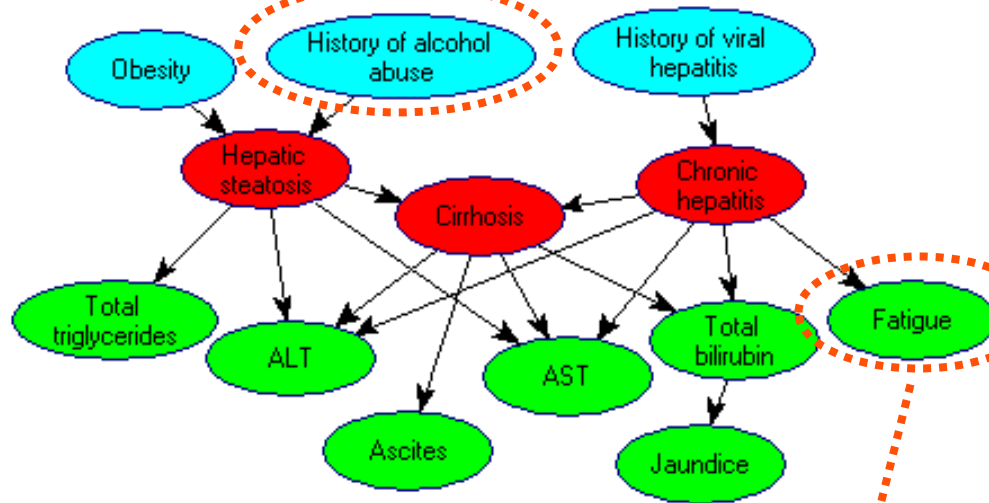 Obesity
History of alcohol
abuse
History of viral
hepatitis
Hepatic
steatosis
Cirrhosis
Chronic
hepatitis
Total
triglycerides
ALT
AST
Total
bilirubin
Fatigue
Ascites
Jaundice